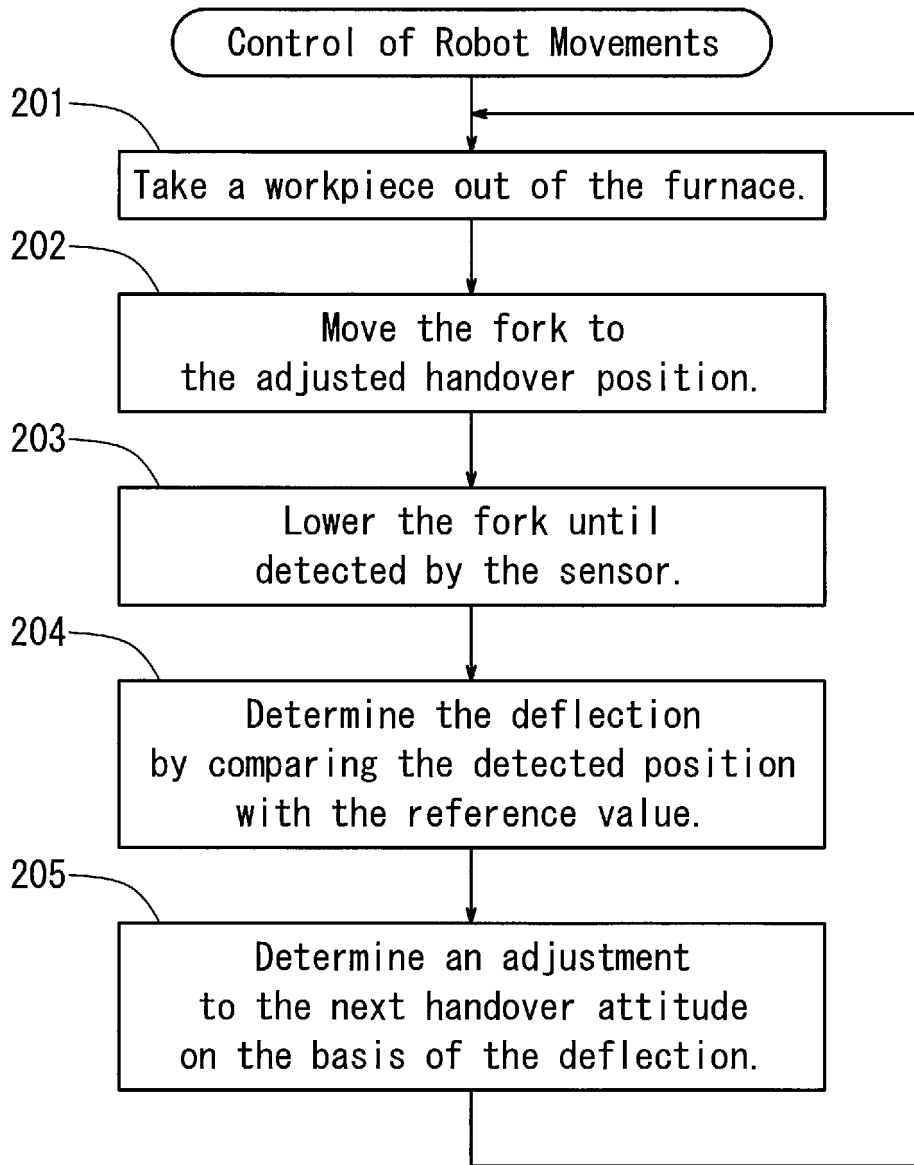 Control of Robot Movements
201
Take a workpiece out of the furnace.
202
Move the fork to
the adjusted handover position.
203
Lower the fork until
detected by the sensor.
204
Determine the deflection
by comparing the detected position
with the reference value.
205
Determine an adjustment
to the next handover attitude
on the basis of the deflection.